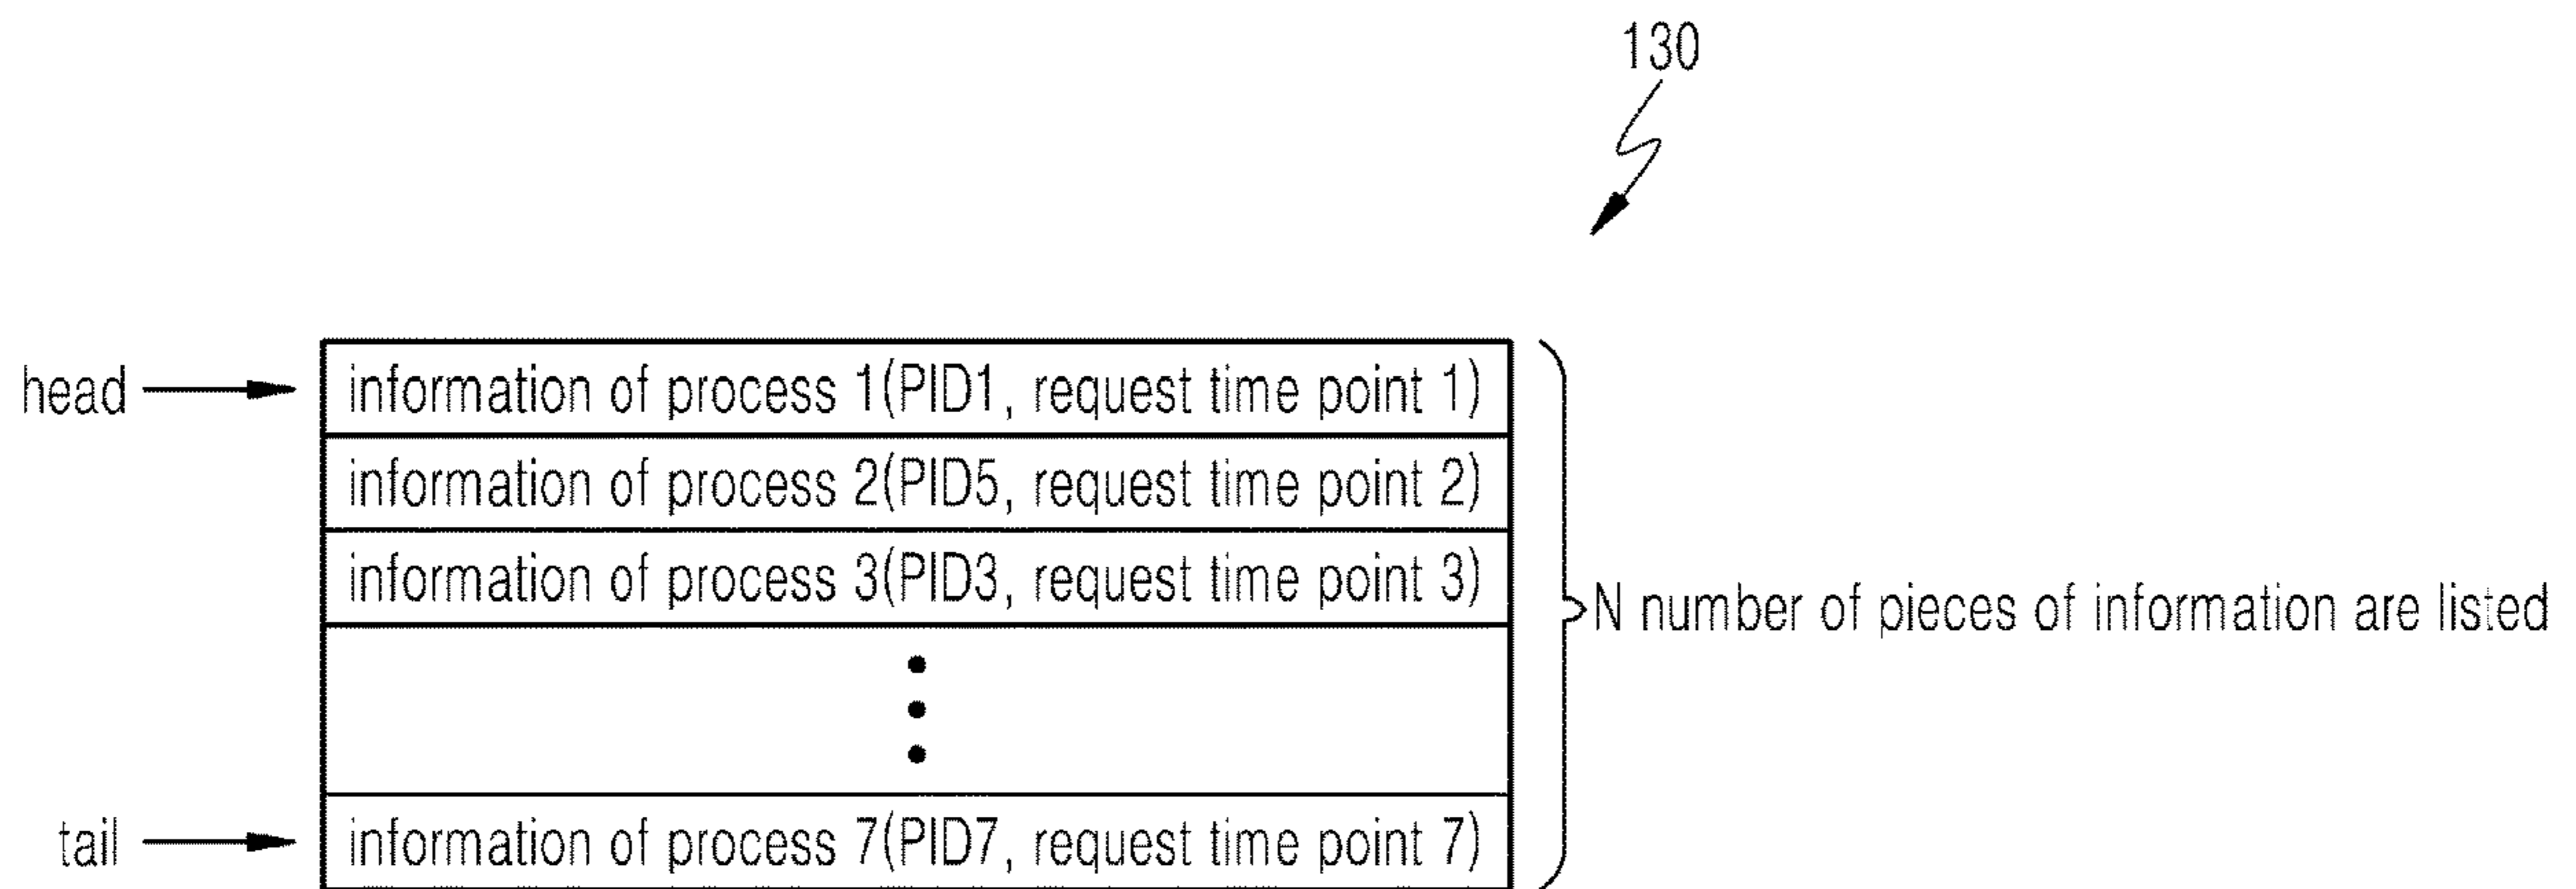 130
head
information of process 1(PID1, request time point 1)
information of process 2(PID5, request time point 2)
information of process 3(PID3, request time point 3)
N number of pieces of information are listed
tail
information of process 7(PID7, request time point 7)